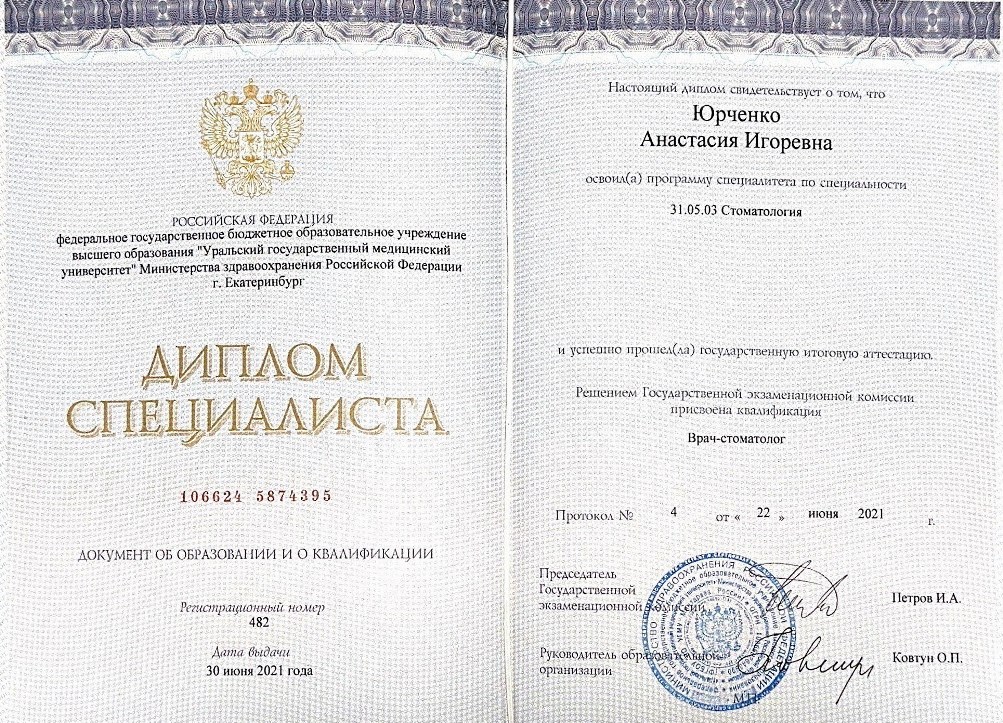 РОССИЙСКАЯ ФЕДЕРАЦИЯ
федеральное государственное бюджетное образовательное учреждение
высшего образования "Уральский государственный медицинский
университет" Министерства здравоохранения Российской Федерации
г. Екатеринбург
ДИПЛОМ
СПЕЦИАЛИСТА
106624 5874395
ДОКУМЕНТ ОБ ОБРАЗОВАНИИ И О КВАЛИФИКАЦИИ
Регистрационный номер
482
Дата выдачи
30 июня 2021 года
Настоящий диплом свидетельствует о том, что
Юрченко
Анастасия Игоревна
освоил(а) программу специалитета по специальности
31.05.03 Стоматология
и успешно прошел(ла) государственную итоговую аттестацию.
Решением Государственной экзаменационной комиссии
присвоена квалификация
Врач-стоматолог
Протокол № 4 от « 22 » июня 2021 г.
Председатель
Государственной
экзаменационной комиссии
Петров И.А.
Руководитель образовательной
организации
Ковтун О.П.
М.П.